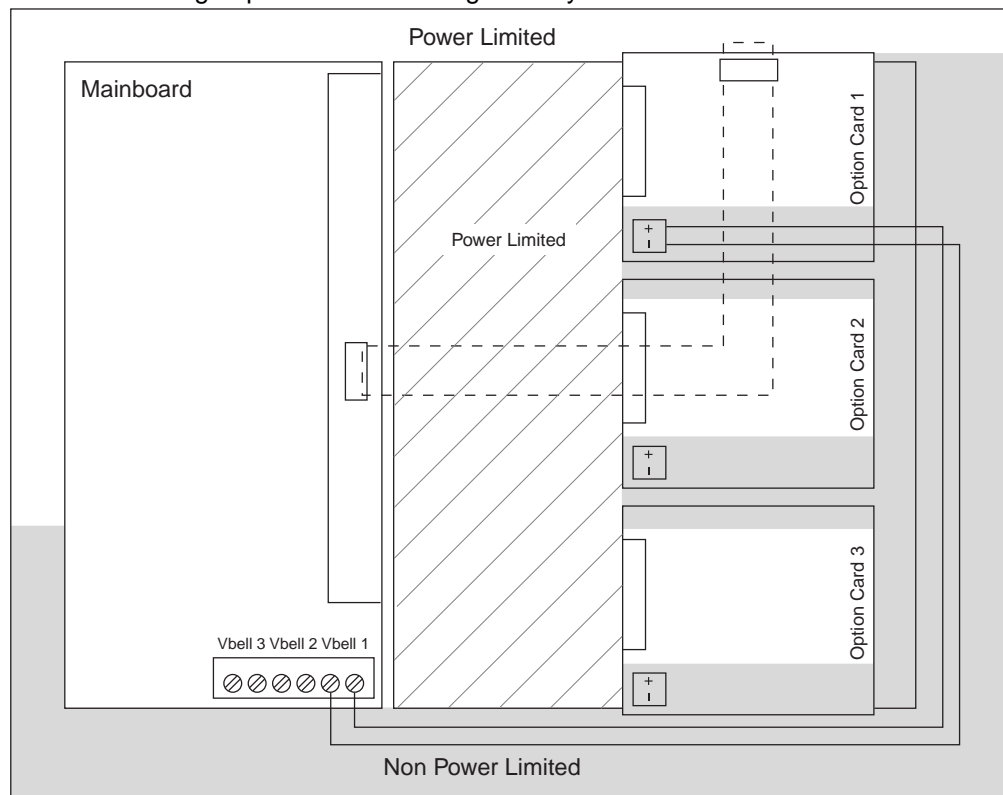 Power Limited
Mainboard
Option Card 1
+
-
Power Limited
Option Card 2
+
-
Option Card 3
+
-
Vbell 3 Vbell 2 Vbell 1
Non Power Limited